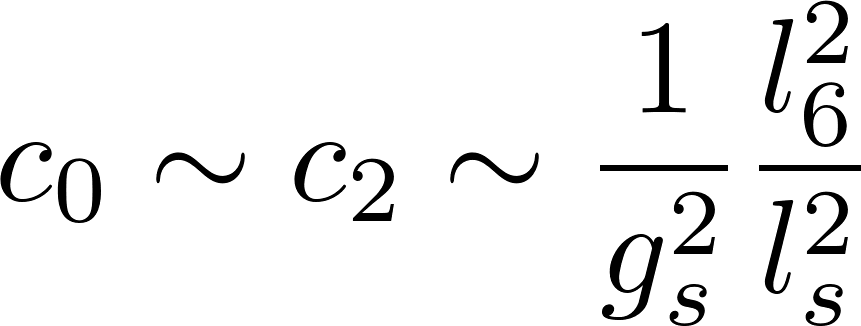 c_0 \sim c_2 \sim \frac{1}{g_s^2} \frac{l_6^2}{l_s^2}